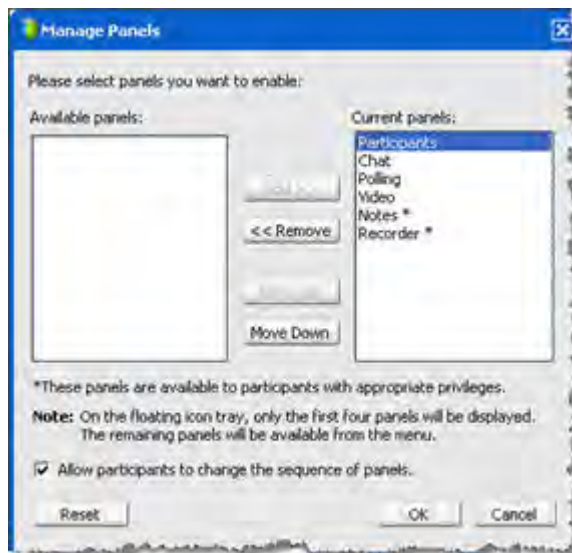 Manage Panels
Please select panels you want to enable:
Available panels:
Current panels:
Participants
Chat
Polling
Video
Notes *
Recorder *
<< Remove
Move Down
*These panels are available to participants with appropriate privileges.
Note: On the floating icon tray, only the first four panels will be displayed.
The remaining panels will be available from the menu.
Allow participants to change the sequence of panels.
Reset
OK
Cancel